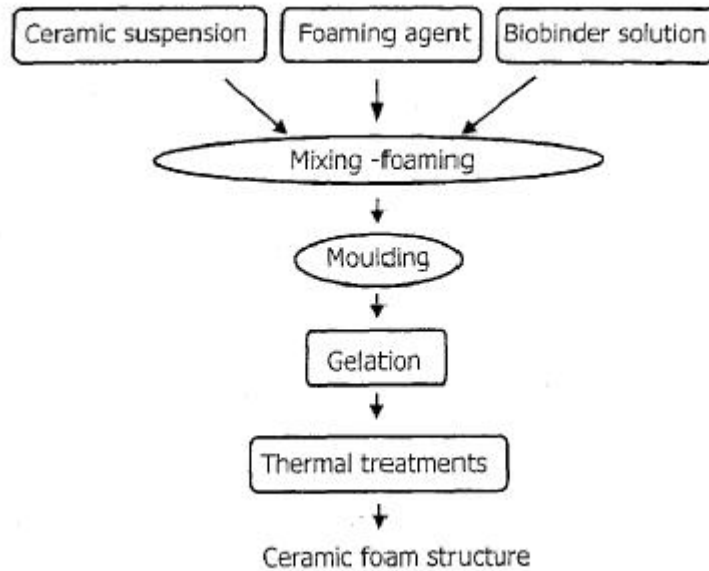 Ceramic suspension
Foaming agent
Biobinder solution
Mixing -foaming
Moulding
Gelation
Thermal treatments
Ceramic foam structure